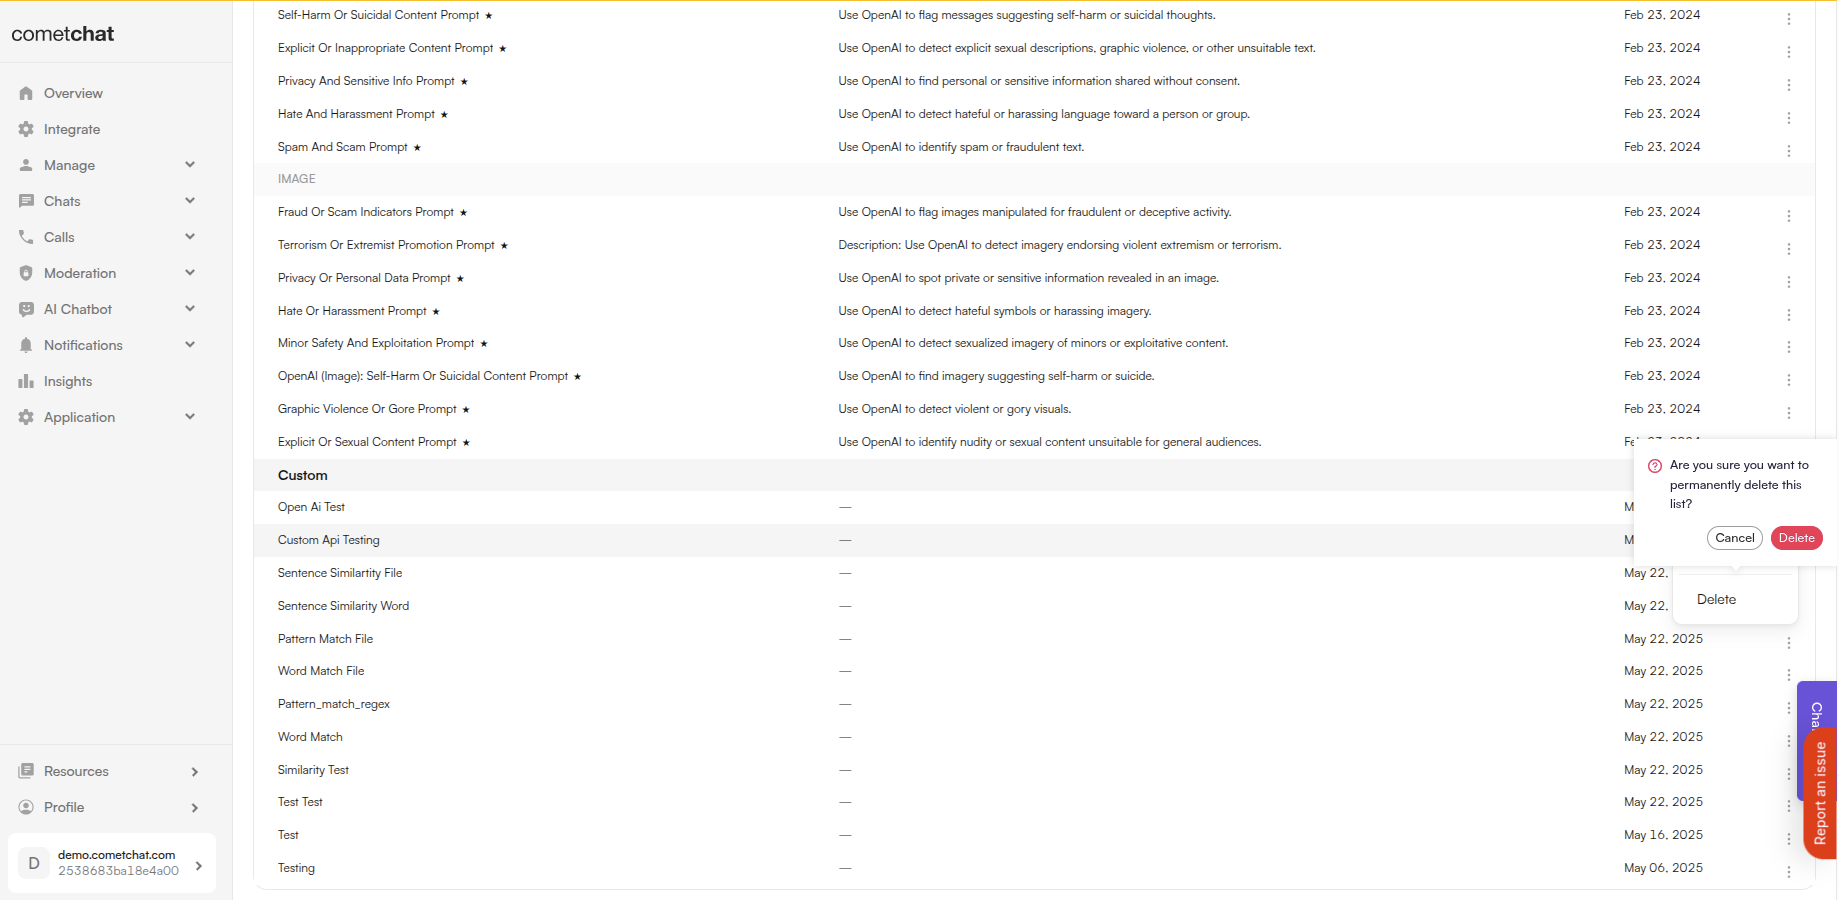 cometchat
Overview
Integrate
Manage
Chats
Calls
Moderation
AI Chatbot
Notifications
Insights
Application
Resources
Profile
D
demo.cometchat.com
2538683ba18e4a00
Self-Harm Or Suicidal Content Prompt ★ Use OpenAI to flag messages suggesting self-harm or suicidal thoughts. Feb 23, 2024
Explicit Or Inappropriate Content Prompt ★ Use OpenAI to detect explicit sexual descriptions, graphic violence, or other unsuitable text. Feb 23, 2024
Privacy And Sensitive Info Prompt ★ Use OpenAI to find personal or sensitive information shared without consent. Feb 23, 2024
Hate And Harassment Prompt ★ Use OpenAI to detect hateful or harassing language toward a person or group. Feb 23, 2024
Spam And Scam Prompt ★ Use OpenAI to identify spam or fraudulent text. Feb 23, 2024
IMAGE
Fraud Or Scam Indicators Prompt ★ Use OpenAI to flag images manipulated for fraudulent or deceptive activity. Feb 23, 2024
Terrorism Or Extremist Promotion Prompt ★ Description: Use OpenAI to detect imagery endorsing violent extremism or terrorism. Feb 23, 2024
Privacy Or Personal Data Prompt ★ Use OpenAI to spot private or sensitive information revealed in an image. Feb 23, 2024
Hate Or Harassment Prompt ★ Use OpenAI to detect hateful symbols or harassing imagery. Feb 23, 2024
Minor Safety And Exploitation Prompt ★ Use OpenAI to detect sexualized imagery of minors or exploitative content. Feb 23, 2024
OpenAI (Image): Self-Harm Or Suicidal Content Prompt ★ Use OpenAI to find imagery suggesting self-harm or suicide. Feb 23, 2024
Graphic Violence Or Gore Prompt ★ Use OpenAI to detect violent or gory visuals. Feb 23, 2024
Explicit Or Sexual Content Prompt ★ Use OpenAI to identify nudity or sexual content unsuitable for general audiences.
Custom
Open Ai Test —
Custom Api Testing —
Sentence Similartity File — May 22,
Sentence Similarity Word — May 22,
Pattern Match File — May 22, 2025
Word Match File — May 22, 2025
Pattern_match_regex — May 22, 2025
Word Match — May 22, 2025
Similarity Test — May 22, 2025
Test Test — May 22, 2025
Test — May 16, 2025
Testing — May 06, 2025
Are you sure you want to
permanently delete this
list?
Cancel Delete
Delete
Report an issue